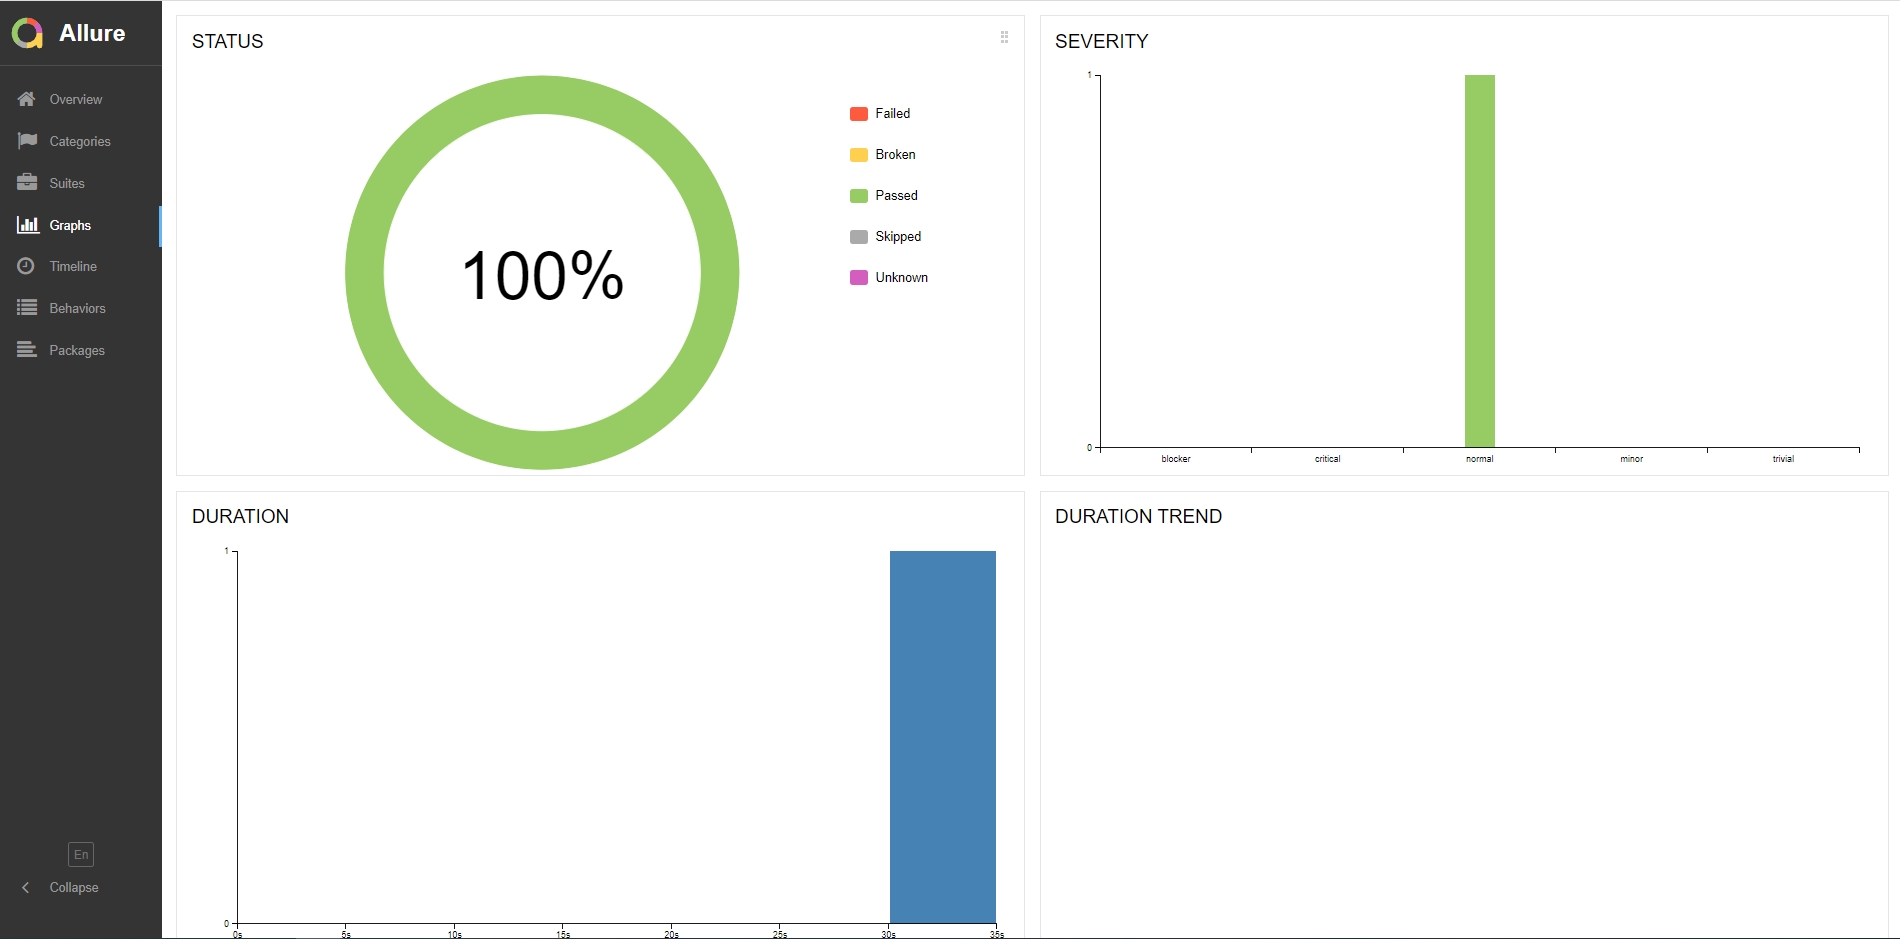 Allure
Overview
Categories
Suites
Graphs
Timeline
Behaviors
Packages
En
Collapse
STATUS
100%
Failed
Broken
Passed
Skipped
Unknown
SEVERITY
1
0
blocker critical normal minor trivial
DURATION
1
0
0s 5s 10s 15s 20s 25s 30s 35s
DURATION TREND